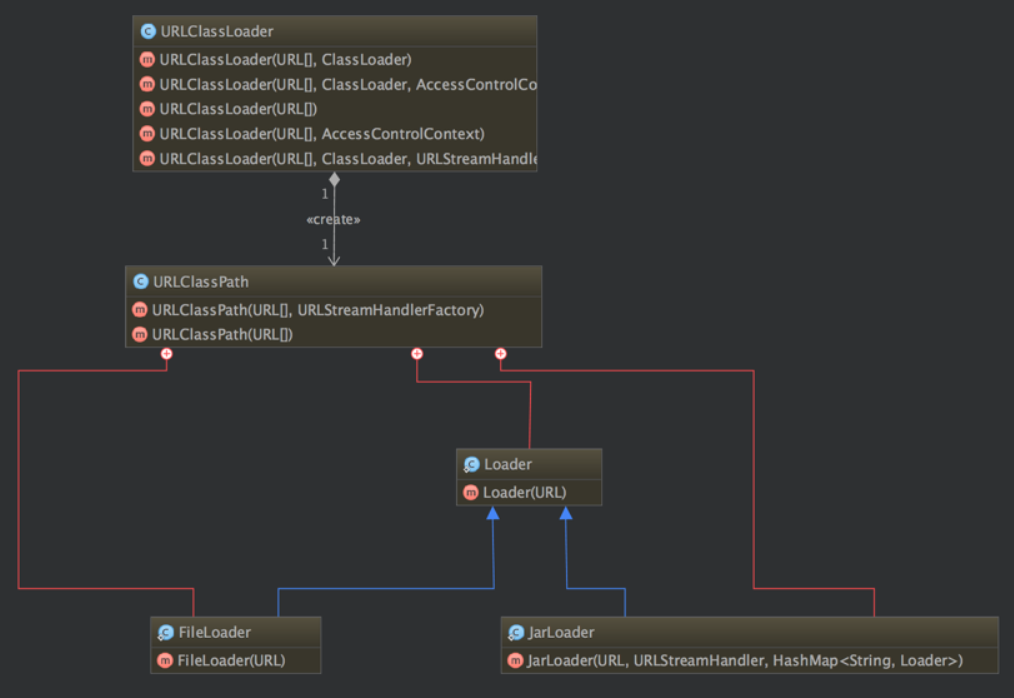 URLClassLoader
URLClassLoader(URL[], ClassLoader)
URLClassLoader(URL[], ClassLoader, AccessControlCo
URLClassLoader(URL[])
URLClassLoader(URL[], AccessControlContext)
URLClassLoader(URL[], ClassLoader, URLStreamHandle
1
«create»
1
URLClassPath
URLClassPath(URL[], URLStreamHandlerFactory)
URLClassPath(URL[])
Loader
Loader(URL)
FileLoader
FileLoader(URL)
JarLoader
JarLoader(URL, URLStreamHandler, HashMap<String, Loader>)